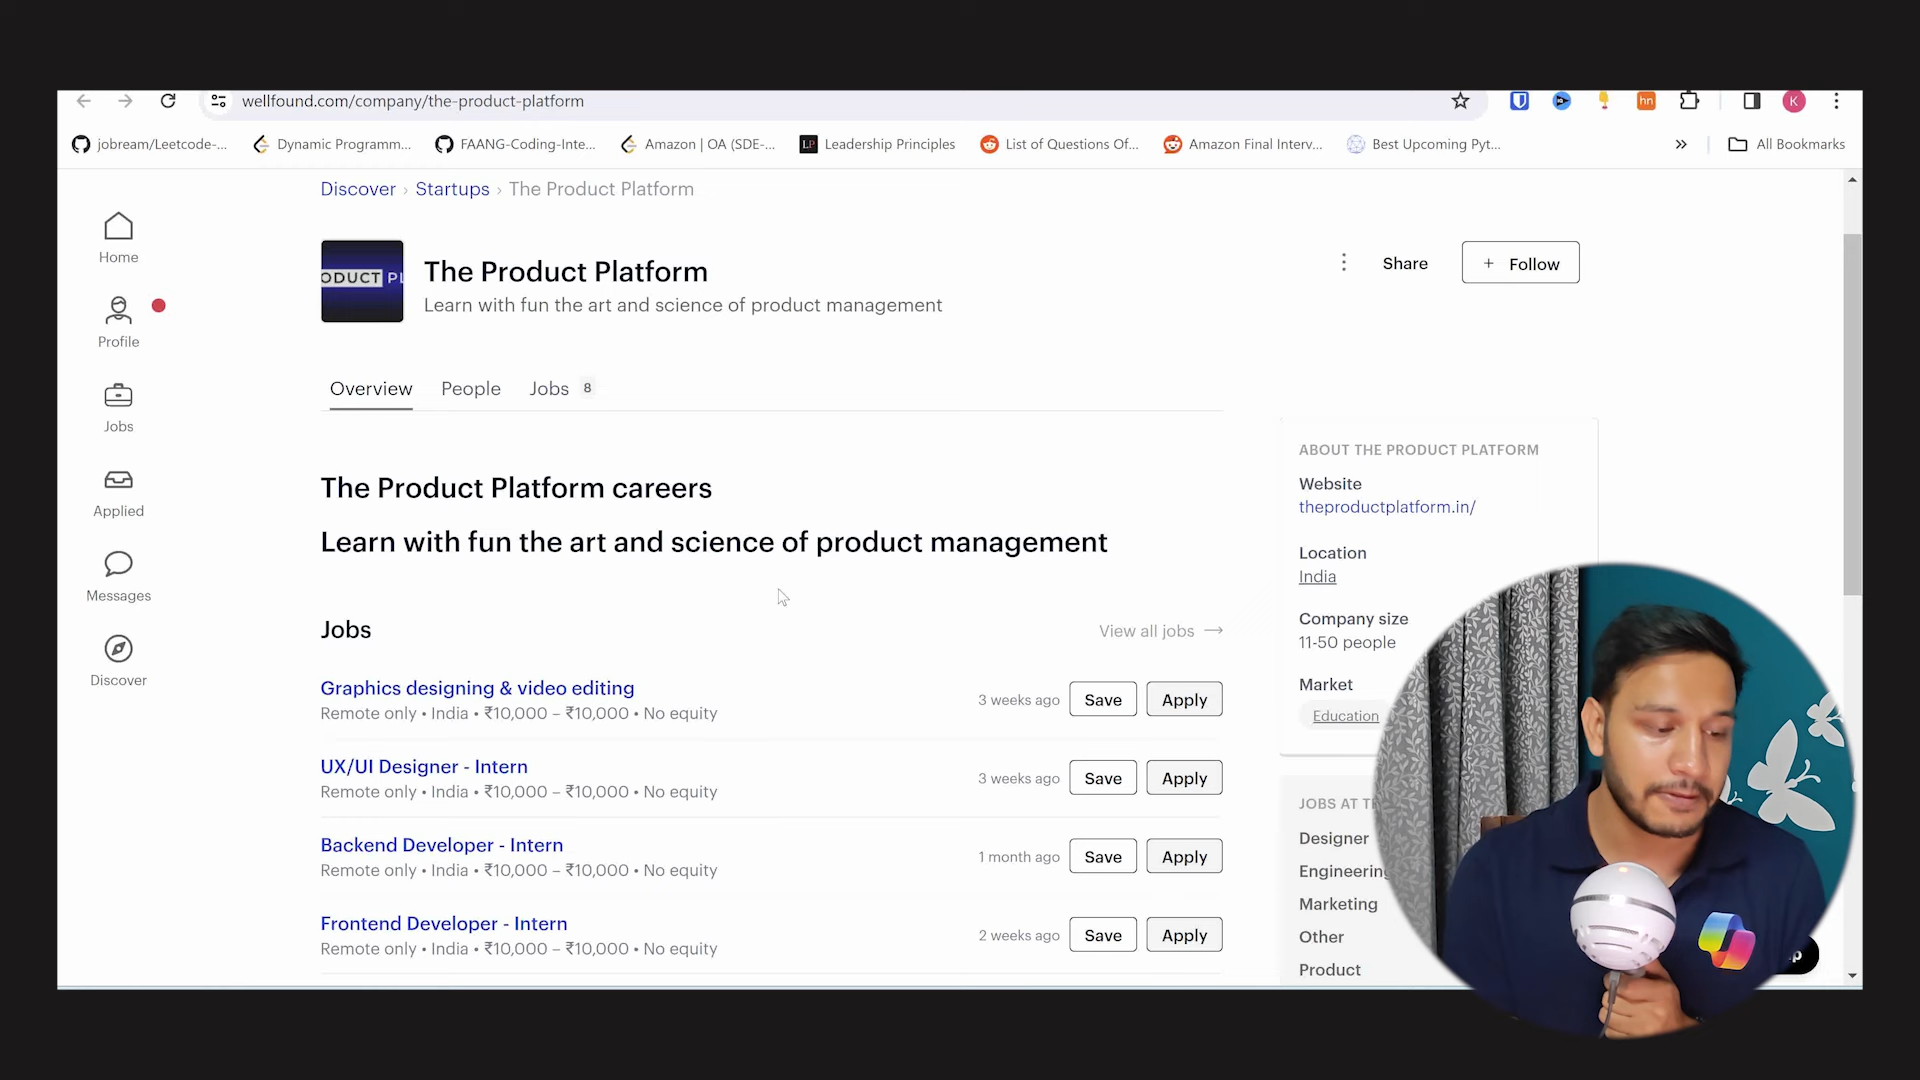 wellfound.com/company/the-product-platform
hn
K
jobream/Leetcode-...
Dynamic Programm...
FAANG-Coding-Inte...
Amazon | OA (SDE-...
LP
Leadership Principles
List of Questions Of...
Amazon Final Interv...
Best Upcoming Pyt...
»
All Bookmarks
Discover › Startups › The Product Platform
Home
Profile
Jobs
Applied
Messages
Discover
ODUCT PL
The Product Platform
Learn with fun the art and science of product management
Share
+ Follow
Overview
People
Jobs 8
The Product Platform careers
Learn with fun the art and science of product management
Jobs
View all jobs →
Graphics designing & video editing
Remote only • India • ₹10,000 – ₹10,000 • No equity
3 weeks ago
Save
Apply
UX/UI Designer - Intern
Remote only • India • ₹10,000 – ₹10,000 • No equity
3 weeks ago
Save
Apply
Backend Developer - Intern
Remote only • India • ₹10,000 – ₹10,000 • No equity
1 month ago
Save
Apply
Frontend Developer - Intern
Remote only • India • ₹10,000 – ₹10,000 • No equity
2 weeks ago
Save
Apply
ABOUT THE PRODUCT PLATFORM
Website
theproductplatform.in/
Location
India
Company size
11-50 people
Market
Education
JOBS AT
Designer
Engineering
Marketing
Other
Product